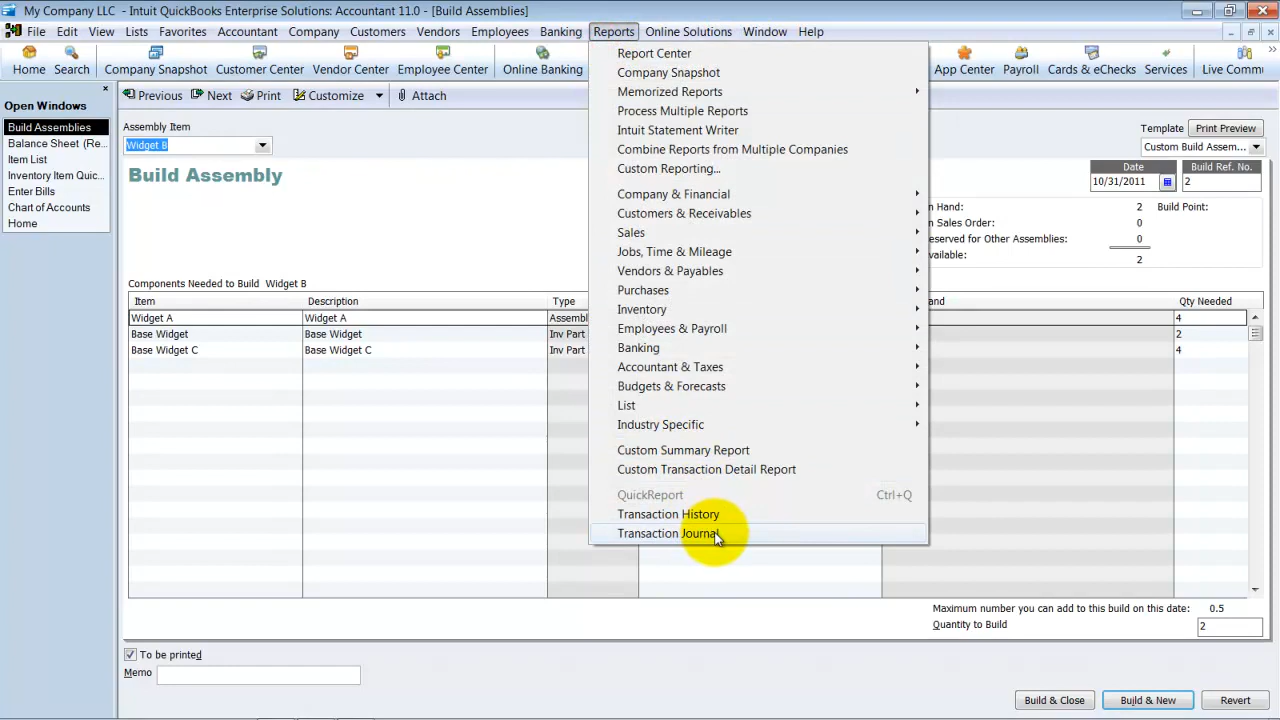 My Company LLC - Intuit QuickBooks Enterprise Solutions: Accountant 11.0 - [Build Assemblies]
File Edit View Lists Favorites Accountant Company Customers Vendors Employees Banking Reports Online Solutions Window Help
Home Search Company Snapshot Customer Center Vendor Center Employee Center Online Banking App Center Payroll Cards & eChecks Services Live Commu
Open Windows
Build Assemblies
Balance Sheet (Re...
Item List
Inventory Item Quic...
Enter Bills
Chart of Accounts
Home
Previous Next Print Customize Attach
Assembly Item
Widget B
Build Assembly
Template Print Preview
Custom Build Assem...
Date Build Ref. No.
10/31/2011 2
n Hand: 2 Build Point:
n Sales Order: 0
eserved for Other Assemblies: 0
vailable: 2
Components Needed to Build Widget B
Item Description Type and Qty Needed
Widget A Widget A Assembl 4
Base Widget Base Widget Inv Part 2
Base Widget C Base Widget C Inv Part 4
Report Center
Company Snapshot
Memorized Reports
Process Multiple Reports
Intuit Statement Writer
Combine Reports from Multiple Companies
Custom Reporting...
Company & Financial
Customers & Receivables
Sales
Jobs, Time & Mileage
Vendors & Payables
Purchases
Inventory
Employees & Payroll
Banking
Accountant & Taxes
Budgets & Forecasts
List
Industry Specific
Custom Summary Report
Custom Transaction Detail Report
QuickReport Ctrl+Q
Transaction History
Transaction Journal
Maximum number you can add to this build on this date: 0.5
Quantity to Build 2
To be printed
Memo
Build & Close Build & New Revert